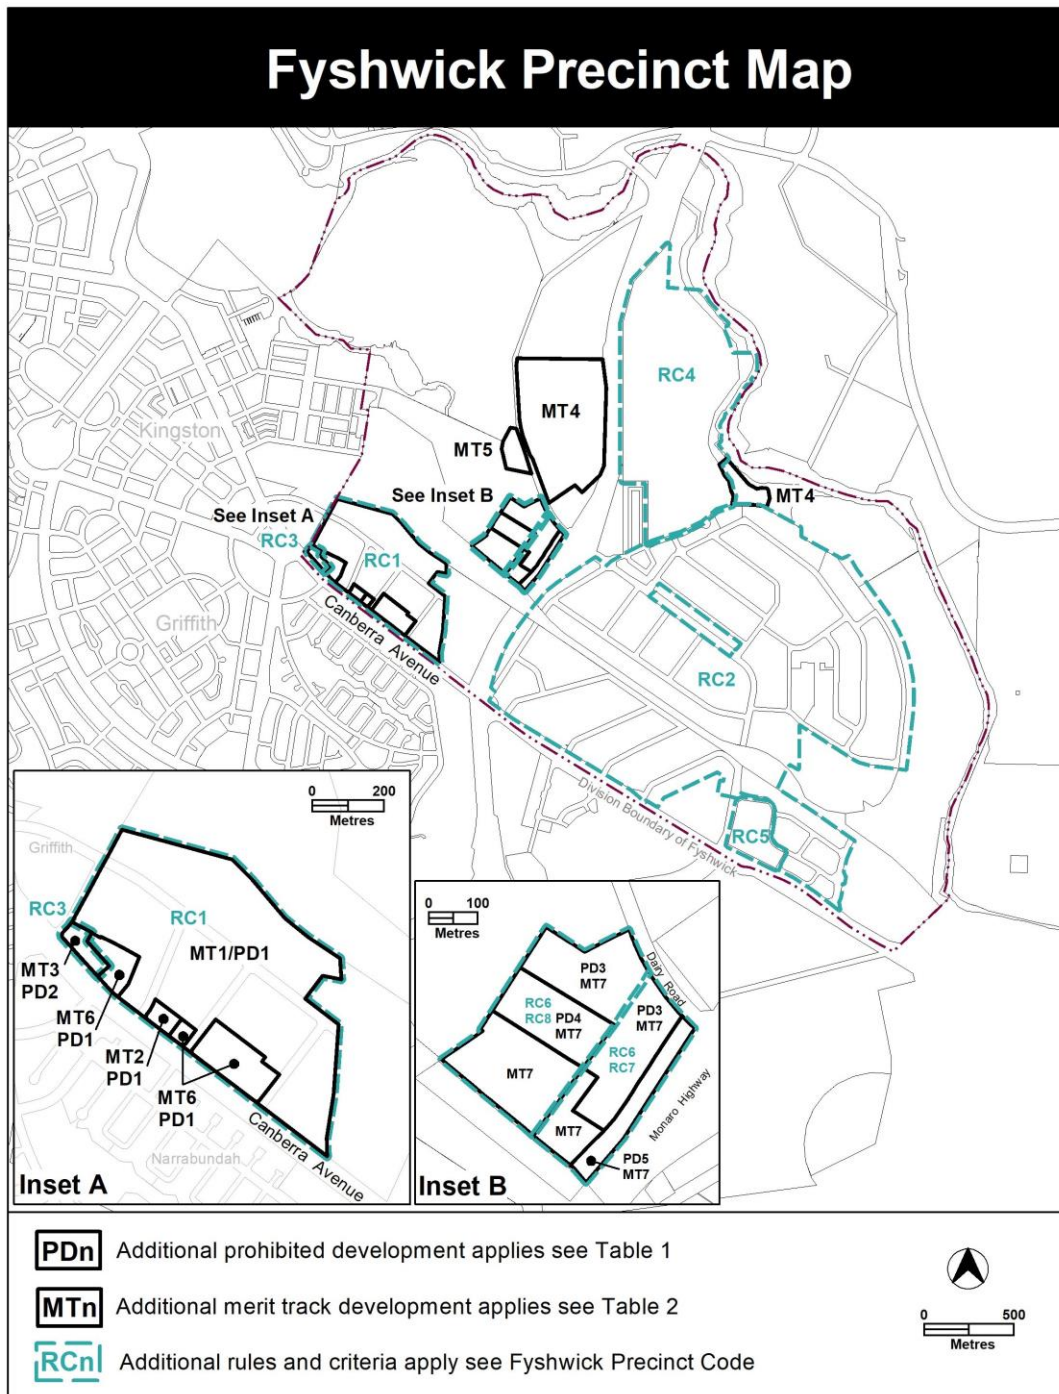 Fyshwick Precinct Map
RC4
Kingston
MT4
MT5
See Inset B
MT4
See Inset A
RC3
RC1
Griffith
Canberra Avenue
RC2
Division Boundary of Fyshwick
RC5
0 200
Metres
Griffith
RC3
RC1
MT1/PD1
MT3
PD2
MT6
PD1
MT2
PD1
MT6
PD1
Canberra Avenue
Narrabundah
Inset A
0 100
Metres
Dairy Road
PD3
MT7
PD3
MT7
RC6
RC8
PD4
MT7
RC6
RC7
MT7
MT7
Monaro Highway
PD5
MT7
Inset B
PDn Additional prohibited development applies see Table 1
MTn Additional merit track development applies see Table 2
RCn Additional rules and criteria apply see Fyshwick Precinct Code
0 500
Metres